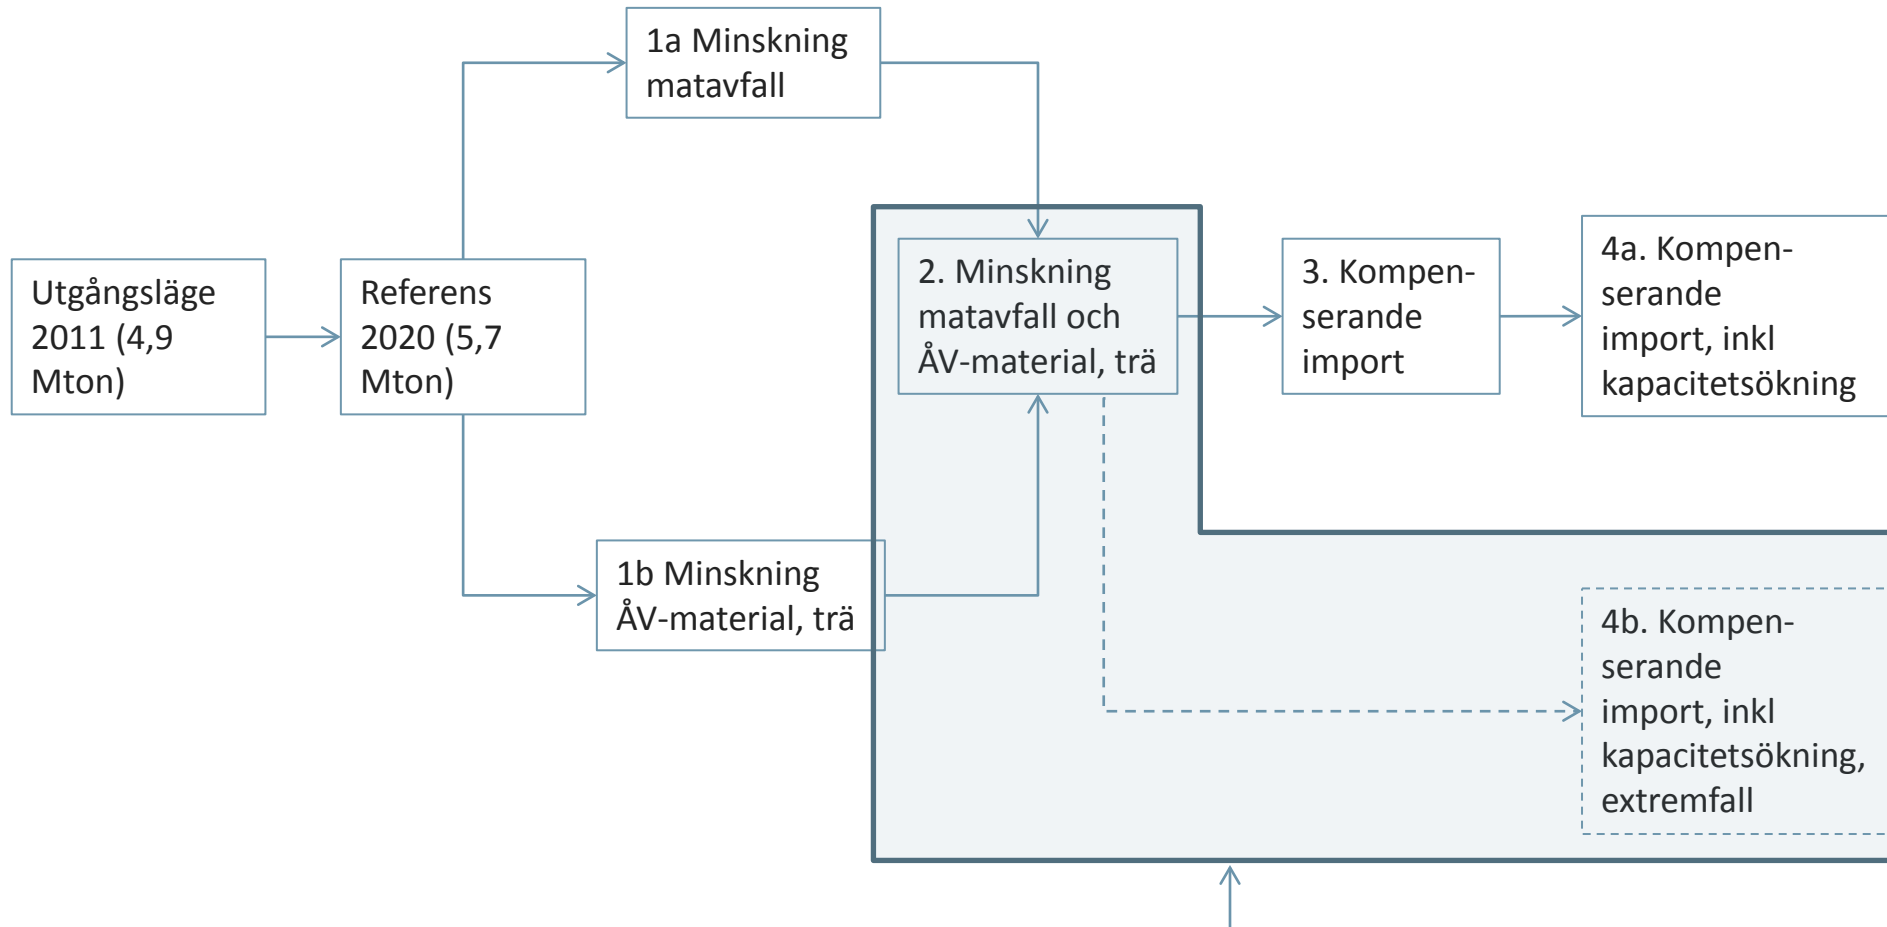 1a Minskning
matavfall
Utgångsläge
2011 (4,9
Mton)
Referens
2020 (5,7
Mton)
2. Minskning
matavfall och
ÅV-material, trä
3. Kompen-
serande
import
4a. Kompen-
serande
import, inkl
kapacitetsökning
1b Minskning
ÅV-material, trä
4b. Kompen-
serande
import, inkl
kapacitetsökning,
extremfall